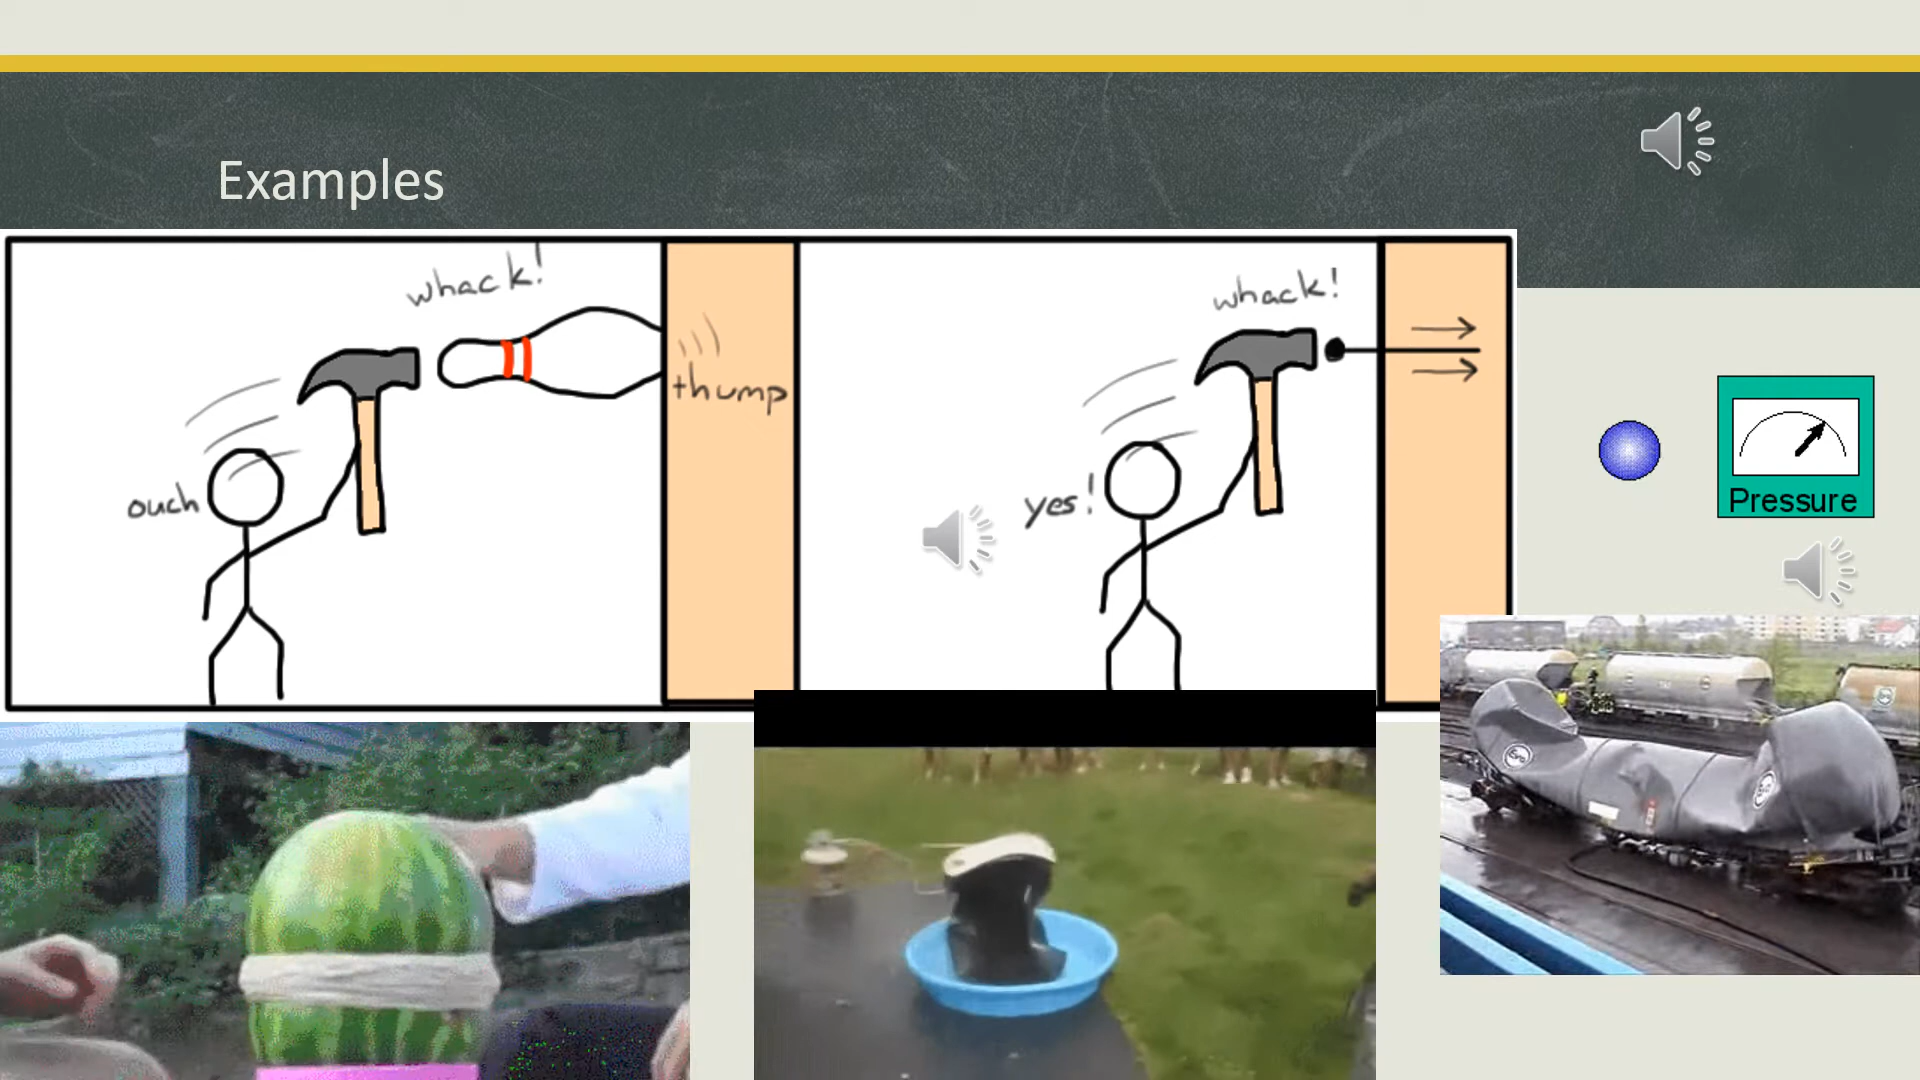 Examples
whack!
thump
ouch
whack!
yes!
Pressure